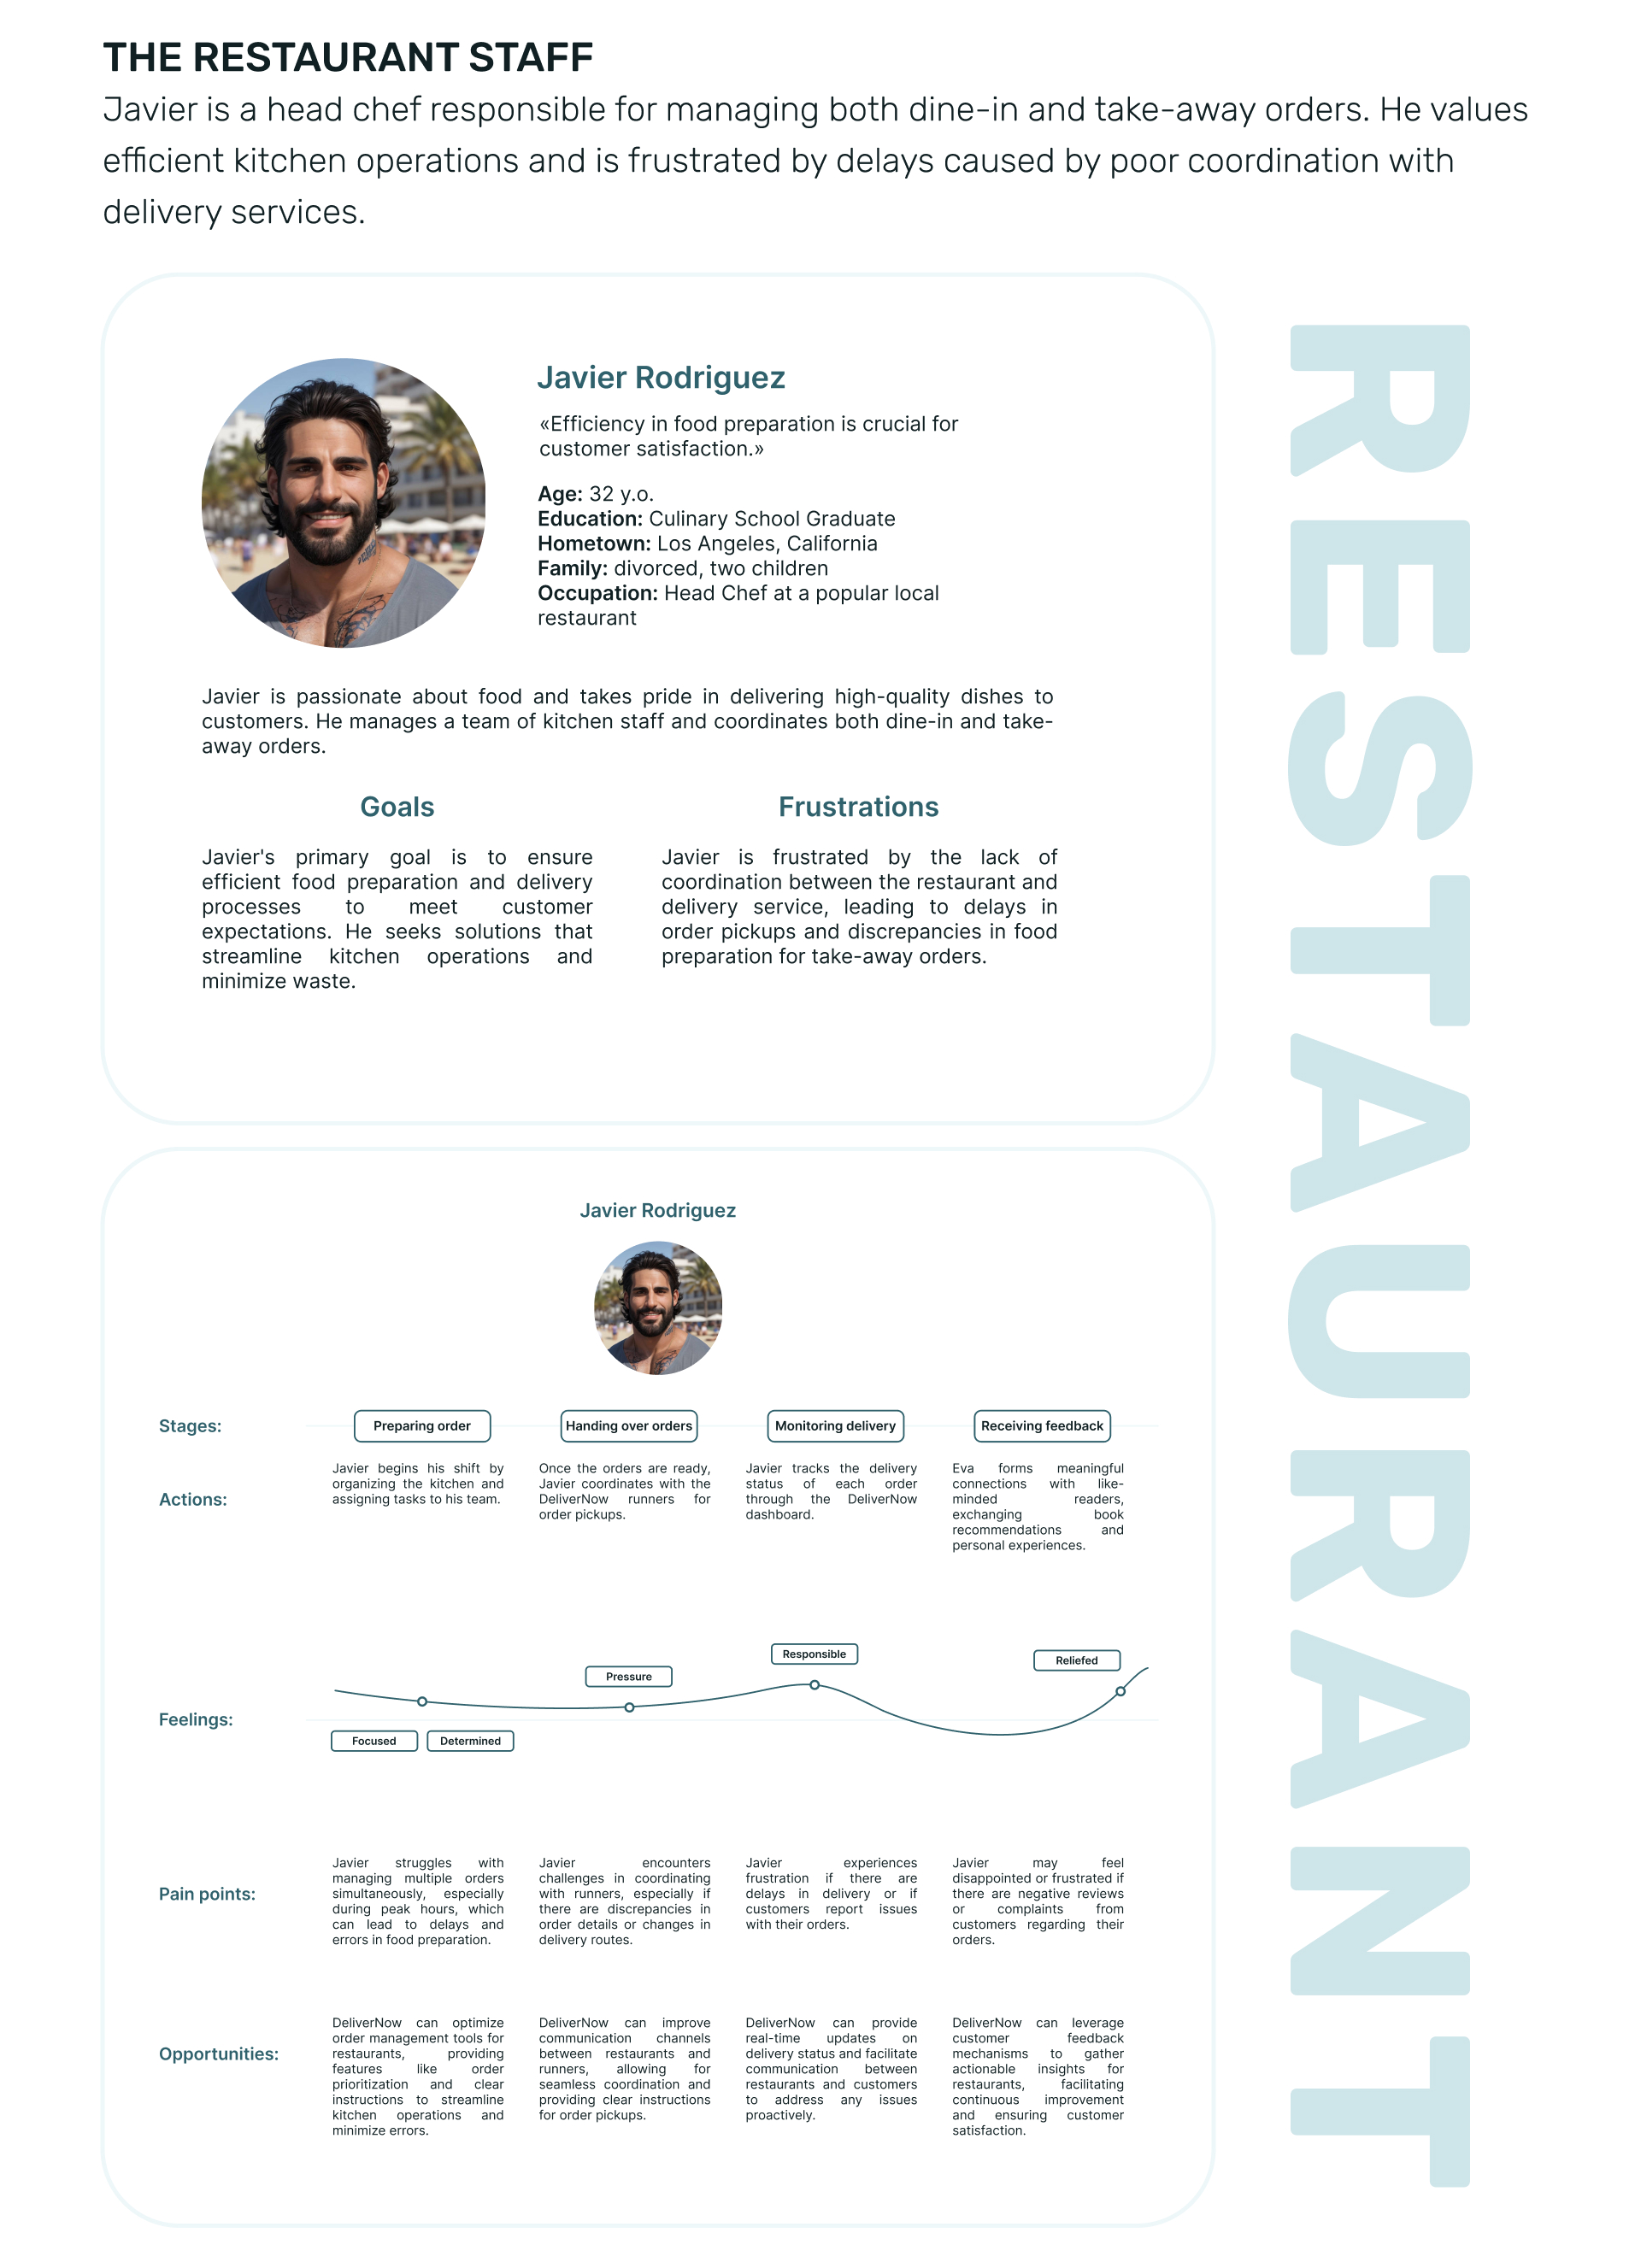 THE RESTAURANT STAFF
Javier is a head chef responsible for managing both dine-in and take-away orders. He values
efficient kitchen operations and is frustrated by delays caused by poor coordination with
delivery services.
RESTAURANT
Javier Rodriguez
«Efficiency in food preparation is crucial for
customer satisfaction.»
Age: 32 y.o.
Education: Culinary School Graduate
Hometown: Los Angeles, California
Family: divorced, two children
Occupation: Head Chef at a popular local
restaurant
Javier is passionate about food and takes pride in delivering high-quality dishes to
customers. He manages a team of kitchen staff and coordinates both dine-in and take-
away orders.
Goals
Javier's primary goal is to ensure
efficient food preparation and delivery
processes to meet customer
expectations. He seeks solutions that
streamline kitchen operations and
minimize waste.
Frustrations
Javier is frustrated by the lack of
coordination between the restaurant and
delivery service, leading to delays in
order pickups and discrepancies in food
preparation for take-away orders.
Javier Rodriguez
Stages:
Preparing order
Handing over orders
Monitoring delivery
Receiving feedback
Actions:
Javier begins his shift by
organizing the kitchen and
assigning tasks to his team.
Once the orders are ready,
Javier coordinates with the
DeliverNow runners for
order pickups.
Javier tracks the delivery
status of each order
through the DeliverNow
dashboard.
Eva forms meaningful
connections with like-
minded readers,
exchanging book
recommendations and
personal experiences.
Feelings:
Focused
Determined
Pressure
Responsible
Reliefed
Pain points:
Javier struggles with
managing multiple orders
simultaneously, especially
during peak hours, which
can lead to delays and
errors in food preparation.
Javier encounters
challenges in coordinating
with runners, especially if
there are discrepancies in
order details or changes in
delivery routes.
Javier experiences
frustration if there are
delays in delivery or if
customers report issues
with their orders.
Javier may feel
disappointed or frustrated if
there are negative reviews
or complaints from
customers regarding their
orders.
Opportunities:
DeliverNow can optimize
order management tools for
restaurants, providing
features like order
prioritization and clear
instructions to streamline
kitchen operations and
minimize errors.
DeliverNow can improve
communication channels
between restaurants and
runners, allowing for
seamless coordination and
providing clear instructions
for order pickups.
DeliverNow can provide
real-time updates on
delivery status and facilitate
communication between
restaurants and customers
to address any issues
proactively.
DeliverNow can leverage
customer feedback
mechanisms to gather
actionable insights for
restaurants, facilitating
continuous improvement
and ensuring customer
satisfaction.